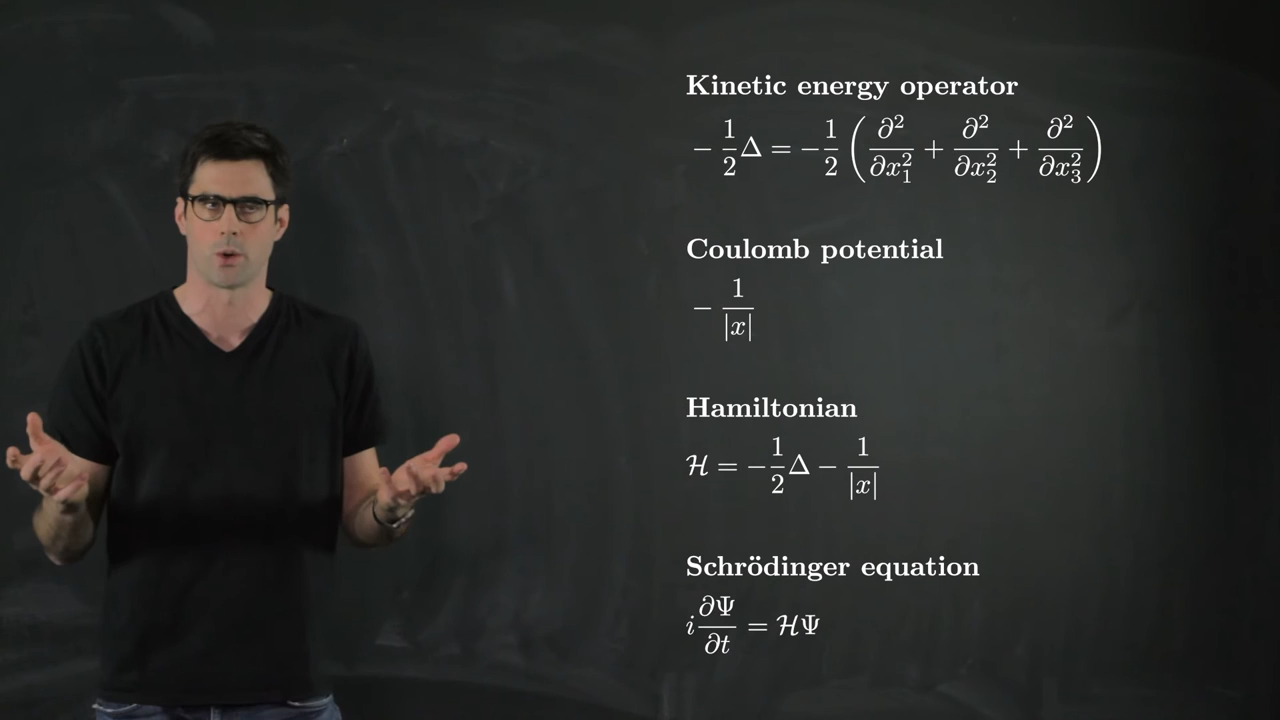 Kinetic energy operator
$-\frac{1}{2}\Delta = -\frac{1}{2}\left(\frac{\partial^2}{\partial x_1^2} + \frac{\partial^2}{\partial x_2^2} + \frac{\partial^2}{\partial x_3^2}\right)$
Coulomb potential
$-\frac{1}{|x|}$
Hamiltonian
$\mathcal{H} = -\frac{1}{2}\Delta - \frac{1}{|x|}$
Schrödinger equation
$i\frac{\partial \Psi}{\partial t} = \mathcal{H}\Psi$